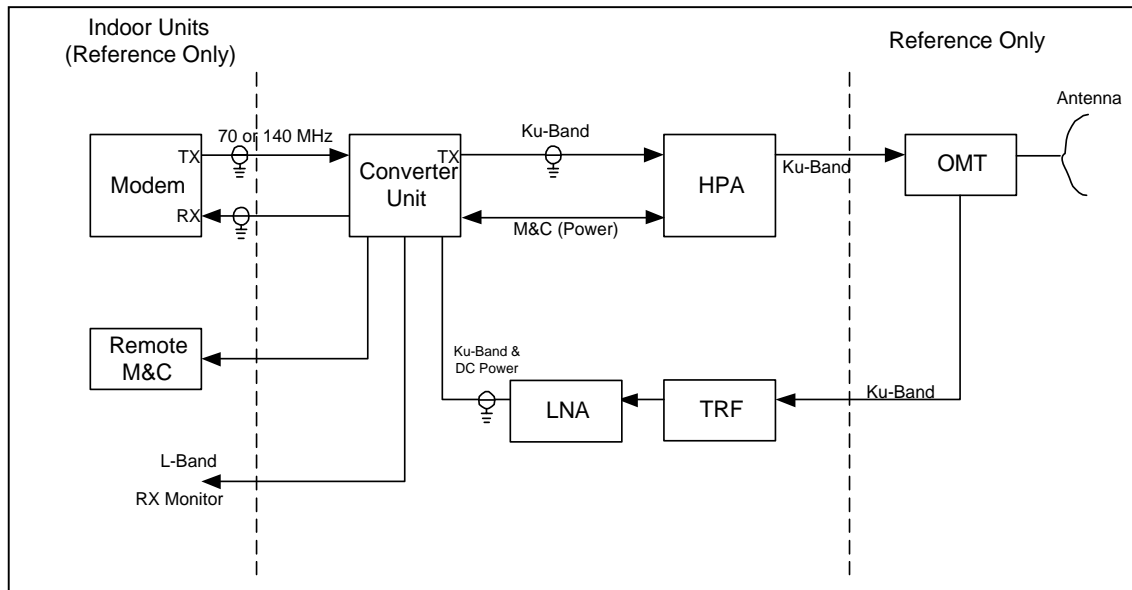 Indoor Units
(Reference Only)
Reference Only
Antenna
70 or 140 MHz
Ku-Band
TX
Modem
RX
TX
Converter
Unit
HPA
Ku-Band
OMT
M&C (Power)
Remote
M&C
Ku-Band &
DC Power
LNA
TRF
Ku-Band
L-Band
RX Monitor